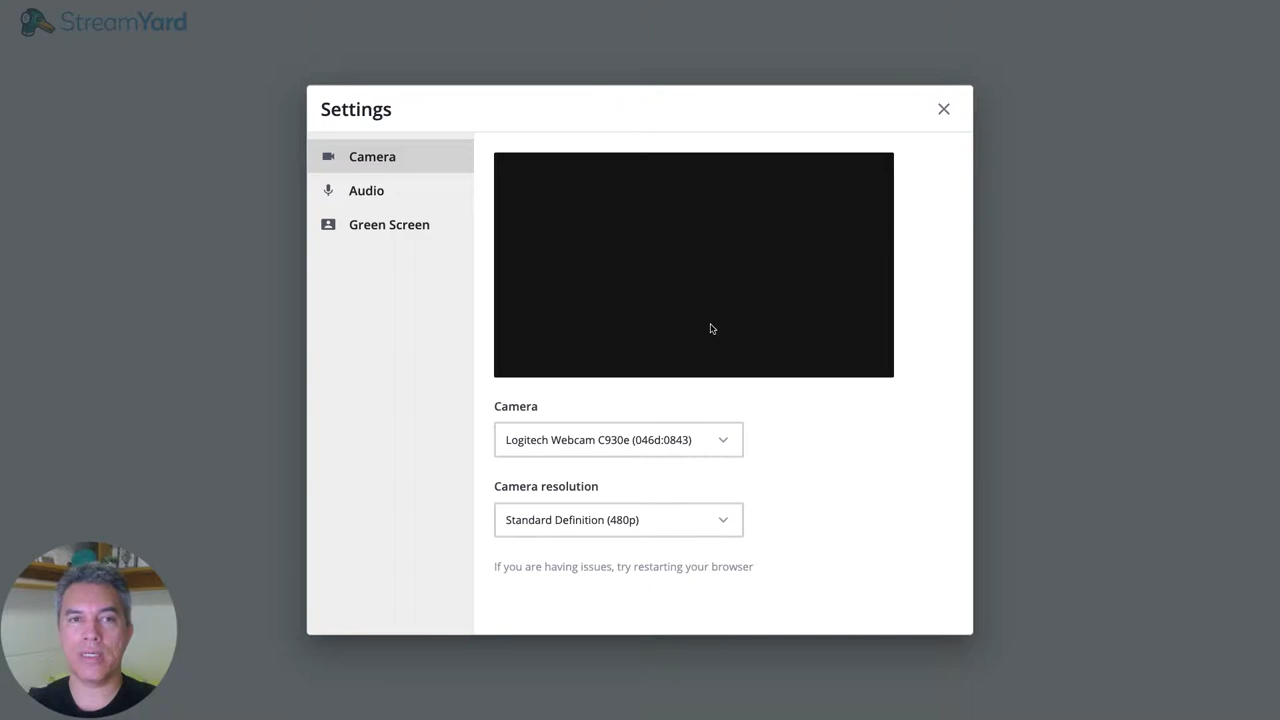 StreamYard
Settings
Camera
Audio
Green Screen
Camera
Logitech Webcam C930e (046d:0843)
Camera resolution
Standard Definition (480p)
If you are having issues, try restarting your browser